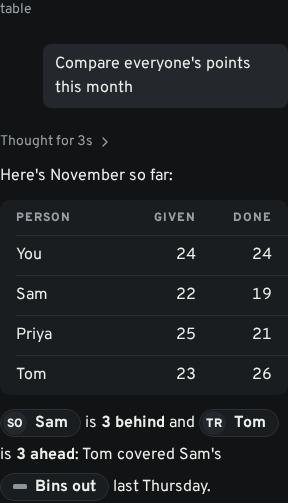 table
Compare everyone's points
this month
Thought for 3s
Here's November so far:
PERSON GIVEN DONE
You 24 24
Sam 22 19
Priya 25 21
Tom 23 26
SO Sam is 3 behind and TR Tom
is 3 ahead: Tom covered Sam's
Bins out last Thursday.